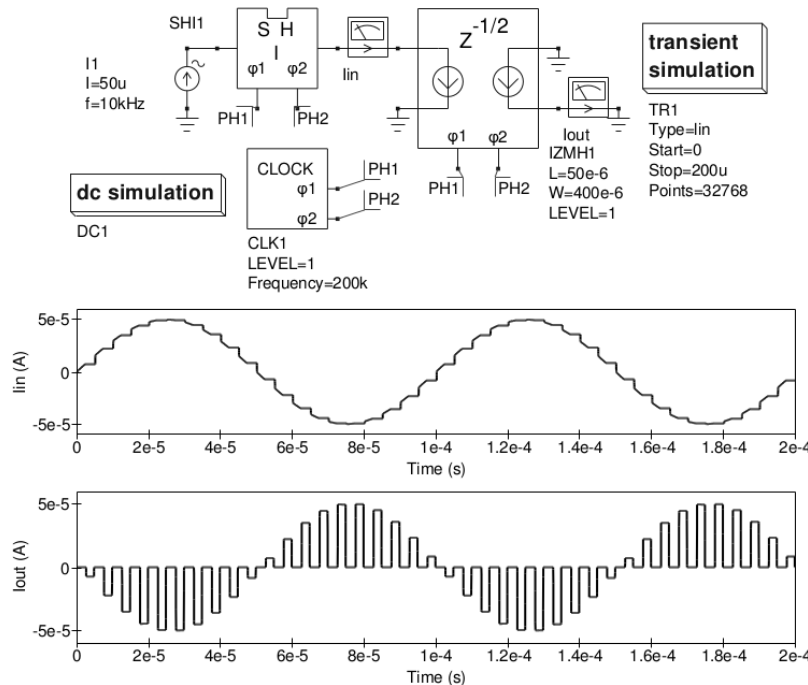 SHI1
S H
I
φ1 φ2
I1
I=50u
f=10kHz
PH1 PH2
Iin
Z-1/2
φ1 φ2
PH1 PH2
Iout
IZMH1
L=50e-6
W=400e-6
LEVEL=1
transient
simulation
TR1
Type=lin
Start=0
Stop=200u
Points=32768
dc simulation
DC1
CLOCK
φ1
φ2
PH1
PH2
CLK1
LEVEL=1
Frequency=200k
Iin (A)
5e-5
0
-5e-5
0 2e-5 4e-5 6e-5 8e-5 1e-4 1.2e-4 1.4e-4 1.6e-4 1.8e-4 2e-4
Time (s)
Iout (A)
5e-5
0
-5e-5
0 2e-5 4e-5 6e-5 8e-5 1e-4 1.2e-4 1.4e-4 1.6e-4 1.8e-4 2e-4
Time (s)